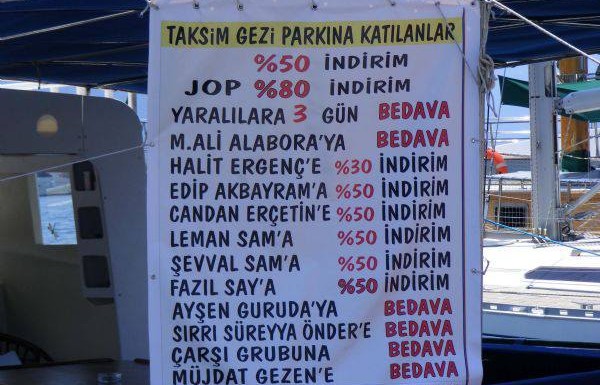 TAKSİM GEZİ PARKINA KATILANLAR
%50 İNDİRİM
JOP %80 İNDİRİM
YARALILARA 3 GÜN BEDAVA
M.ALİ ALABORA'YA BEDAVA
HALİT ERGENÇ'E %30 İNDİRİM
EDİP AKBAYRAM'A %50 İNDİRİM
CANDAN ERÇETİN'E %50 İNDİRİM
LEMAN SAM'A %50 İNDİRİM
ŞEVVAL SAM'A %50 İNDİRİM
FAZIL SAY'A %50 İNDİRİM
AYŞEN GURUDA'YA BEDAVA
SIRRI SÜREYYA ÖNDER'E BEDAVA
ÇARŞI GRUBUNA BEDAVA
MÜJDAT GEZEN'E BEDAVA